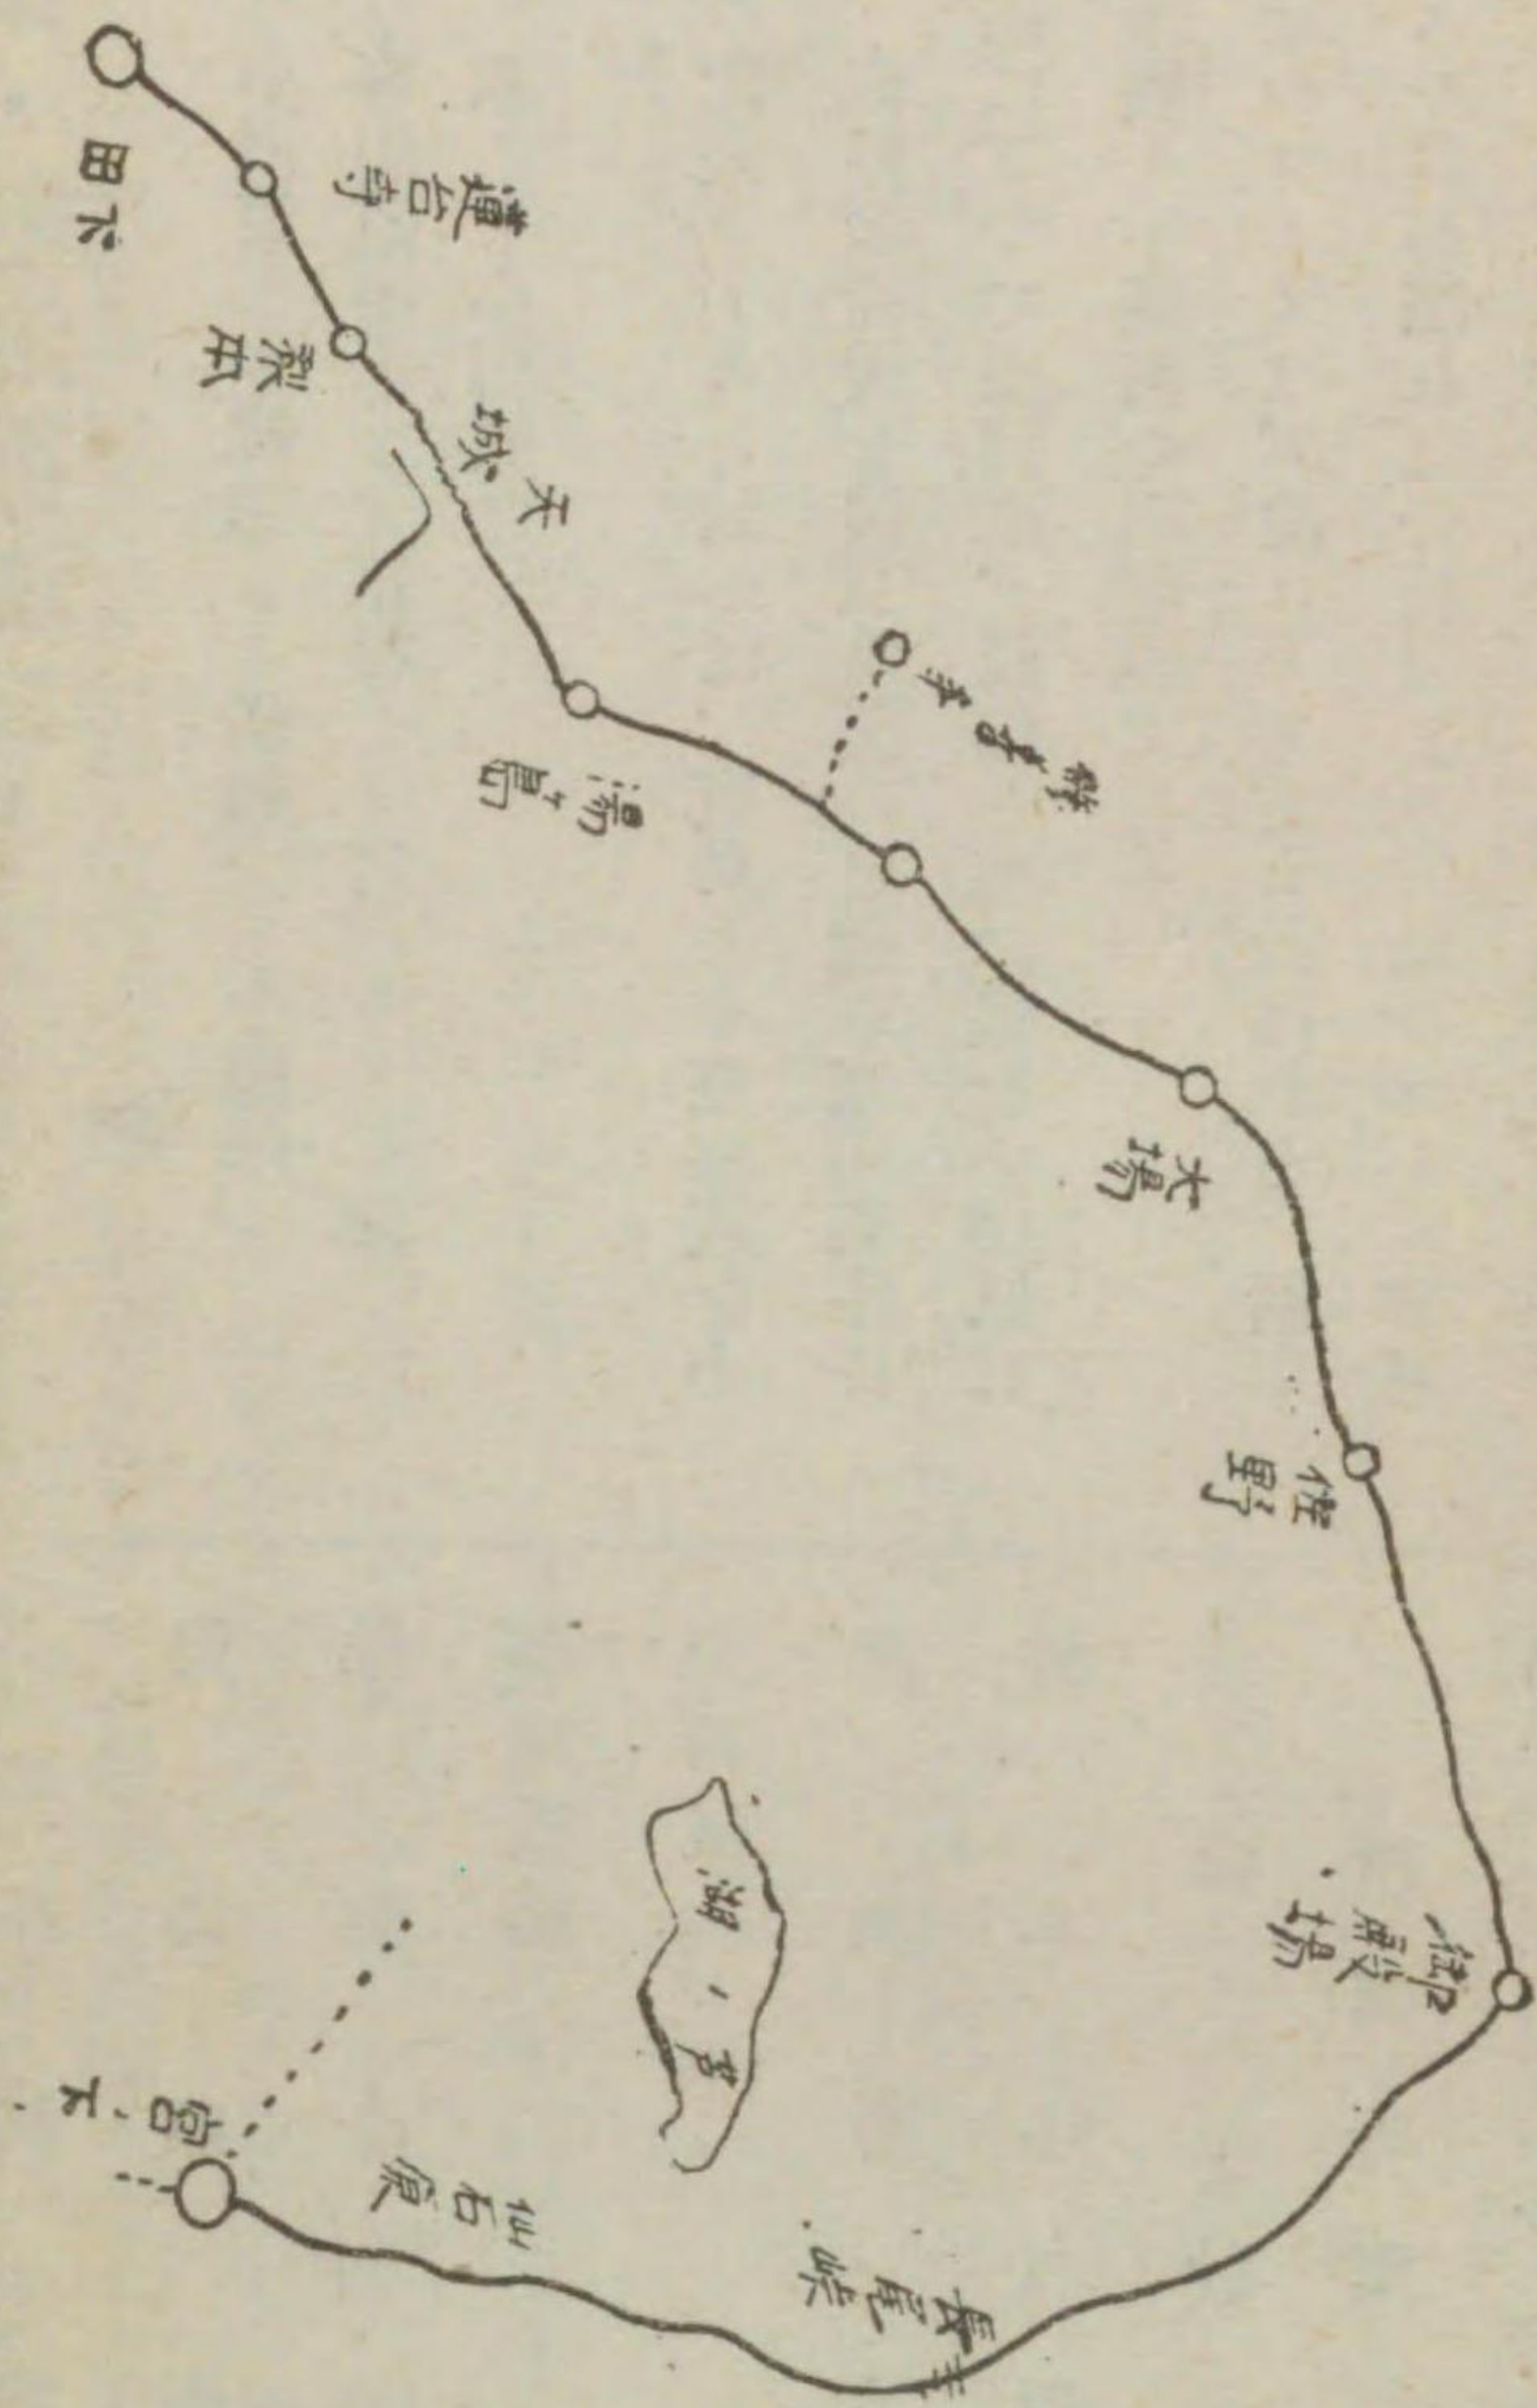 下田
蓮台寺
梨本
天城
湯ヶ島
修善寺
大場
佐野
御殿場
芦ノ湖
長尾峠
仙石原
宮ノ下